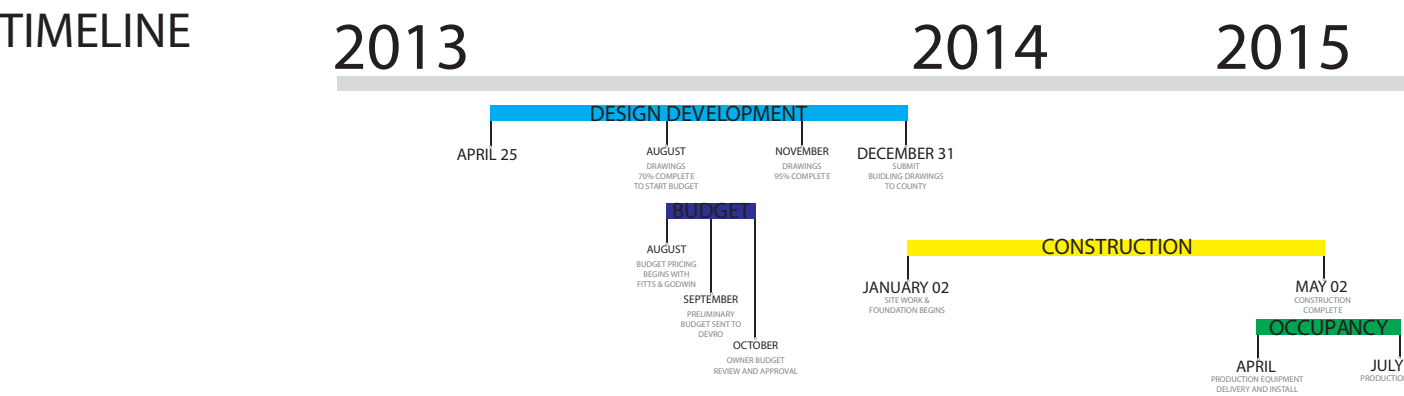 TIMELINE
2013
2014
2015
DESIGN DEVELOPMENT
APRIL 25
AUGUST
DRAWINGS
70% COMPLETE
TO START BUDGET
NOVEMBER
DRAWINGS
95% COMPLETE
DECEMBER 31
SUBMIT
BUIDLING DRAWINGS
TO COUNTY
BUDGET
AUGUST
BUDGET PRICING
BEGINS WITH
FITTS & GODWIN
SEPTEMBER
PRELIMINARY
BUDGET SENT TO
DEVRO
OCTOBER
OWNER BUDGET
REVIEW AND APPROVAL
CONSTRUCTION
JANUARY 02
SITE WORK &
FOUNDATION BEGINS
MAY 02
CONSTRUCTION
COMPLETE
OCCUPANCY
APRIL
PRODUCTION EQUIPMENT
DELIVERY AND INSTALL
JULY